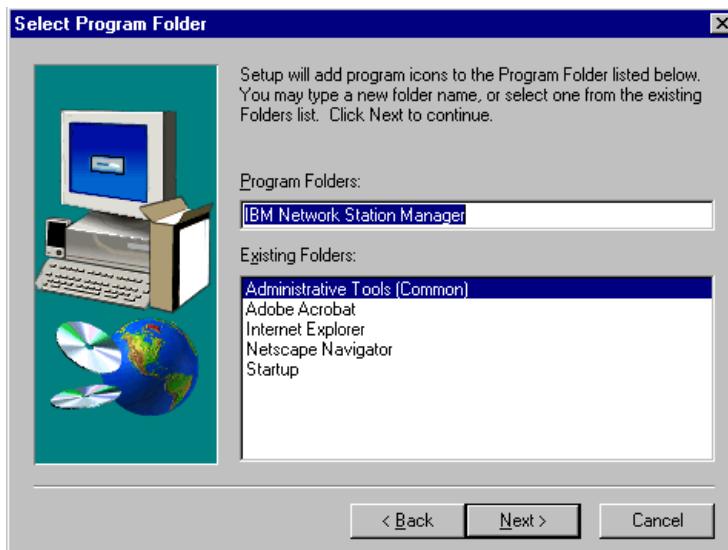 Select Program Folder
Setup will add program icons to the Program Folder listed below.
You may type a new folder name, or select one from the existing
Folders list. Click Next to continue.
Program Folders:
IBM Network Station Manager
Existing Folders:
Administrative Tools (Common)
Adobe Acrobat
Internet Explorer
Netscape Navigator
Startup
< Back
Next >
Cancel